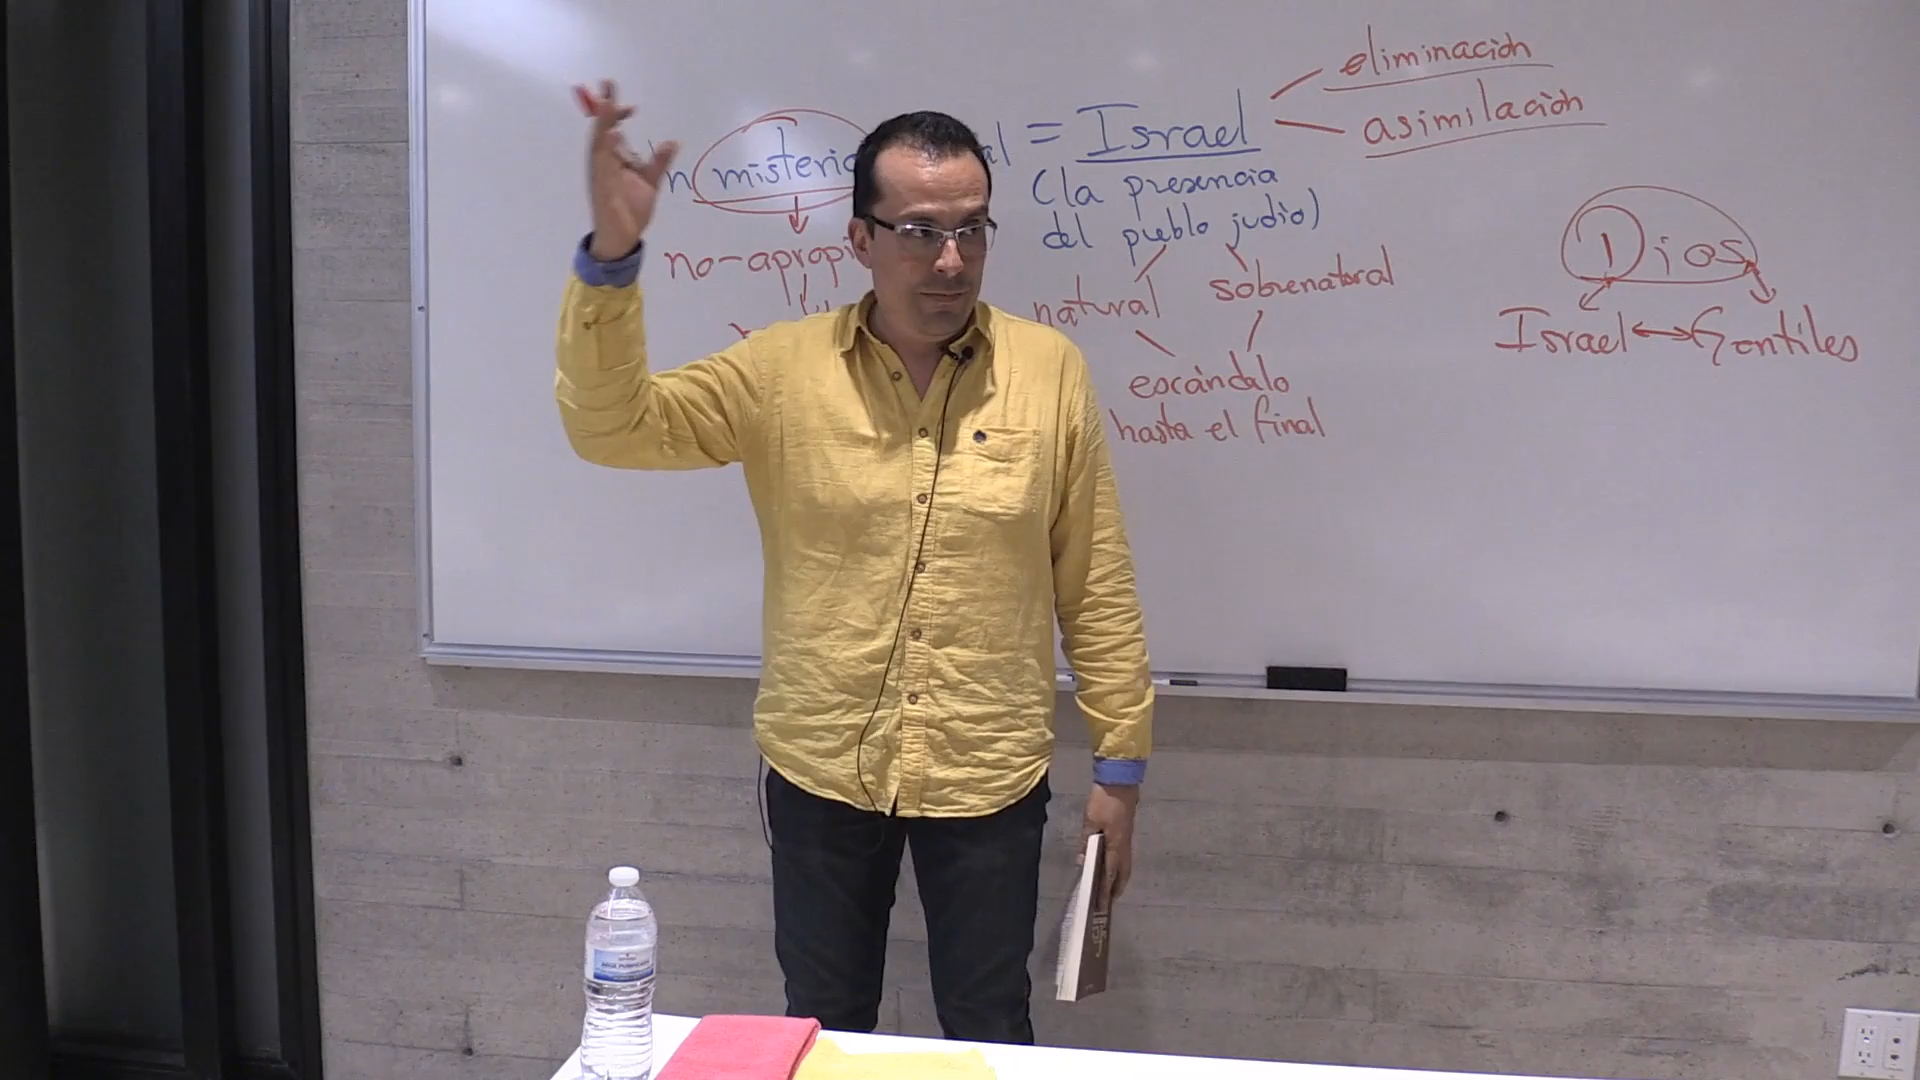 eliminación
asimilación
misterio
= Israel
(la presencia
del pueblo judío)
no-apropi
natural
sobrenatural
escándalo
hasta el final
Dios
Israel ↔ Gentiles